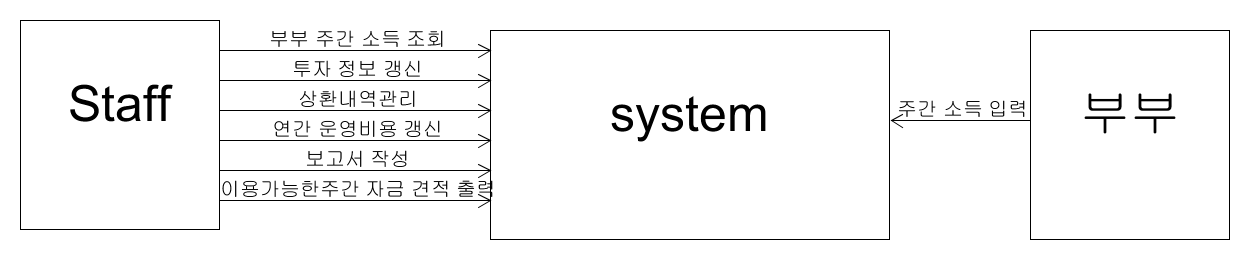 Staff
부부 주간 소득 조회
투자 정보 갱신
상환내역관리
연간 운영비용 갱신
보고서 작성
이용가능한주간 자금 견적 출력
system
주간 소득 입력
부부